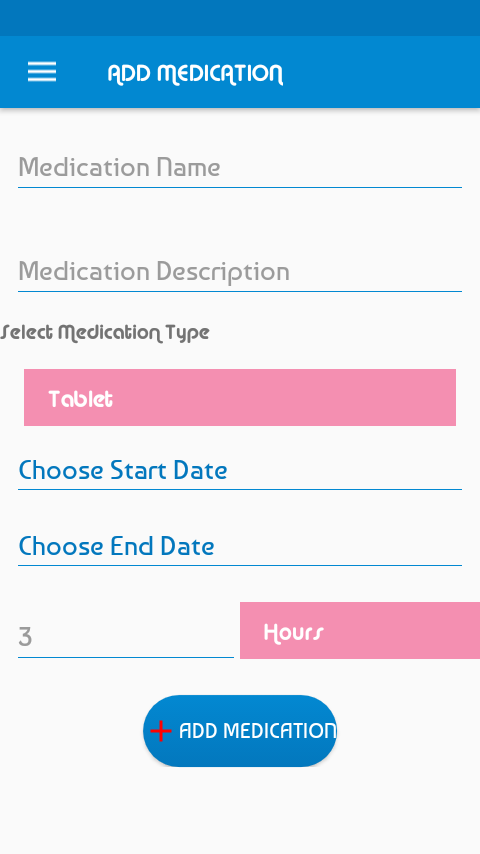 ADD MEDICATION
Medication Name
Medication Description
Select Medication Type
Tablet
Choose Start Date
Choose End Date
3
Hours
ADD MEDICATION